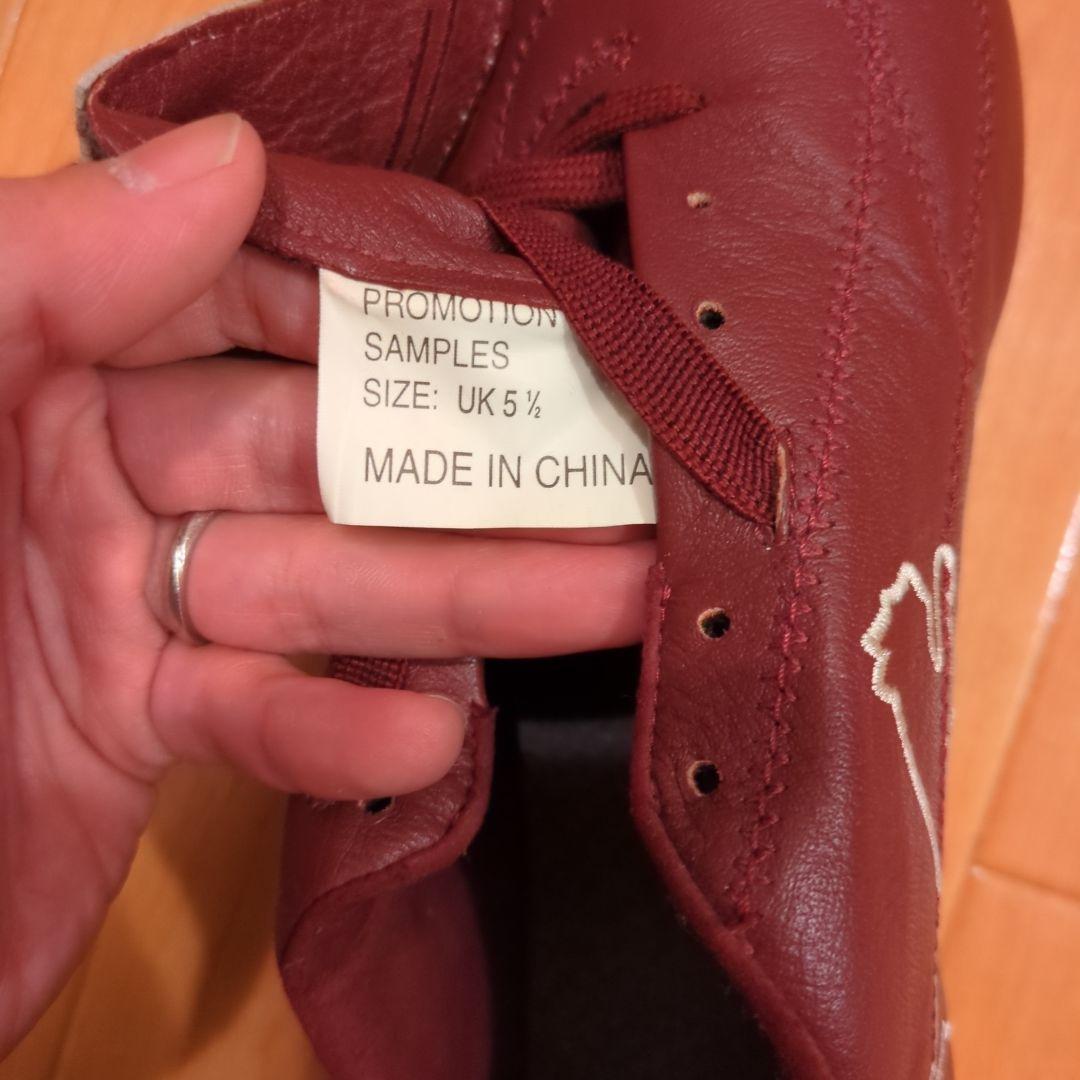 PROMOTION
SAMPLES
SIZE: UK 5 ½
MADE IN CHINA